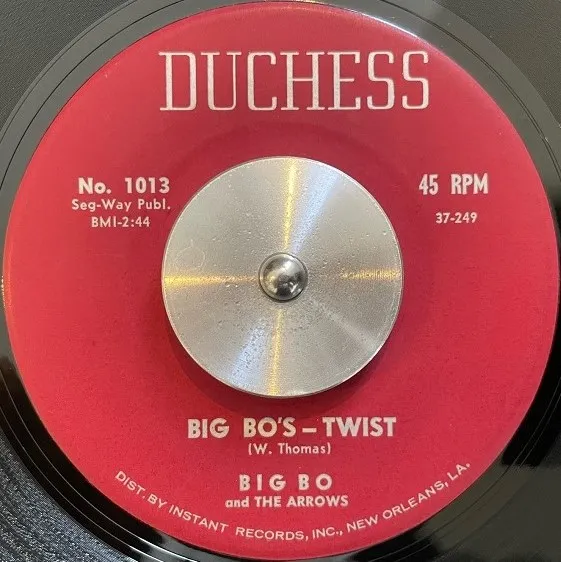 DUCHESS
No. 1013
Seg-Way Publ.
BMI-2:44
45 RPM
37-249
BIG BO'S – TWIST
(W. Thomas)
BIG BO
and THE ARROWS
DIST. BY INSTANT RECORDS, INC., NEW ORLEANS, LA.